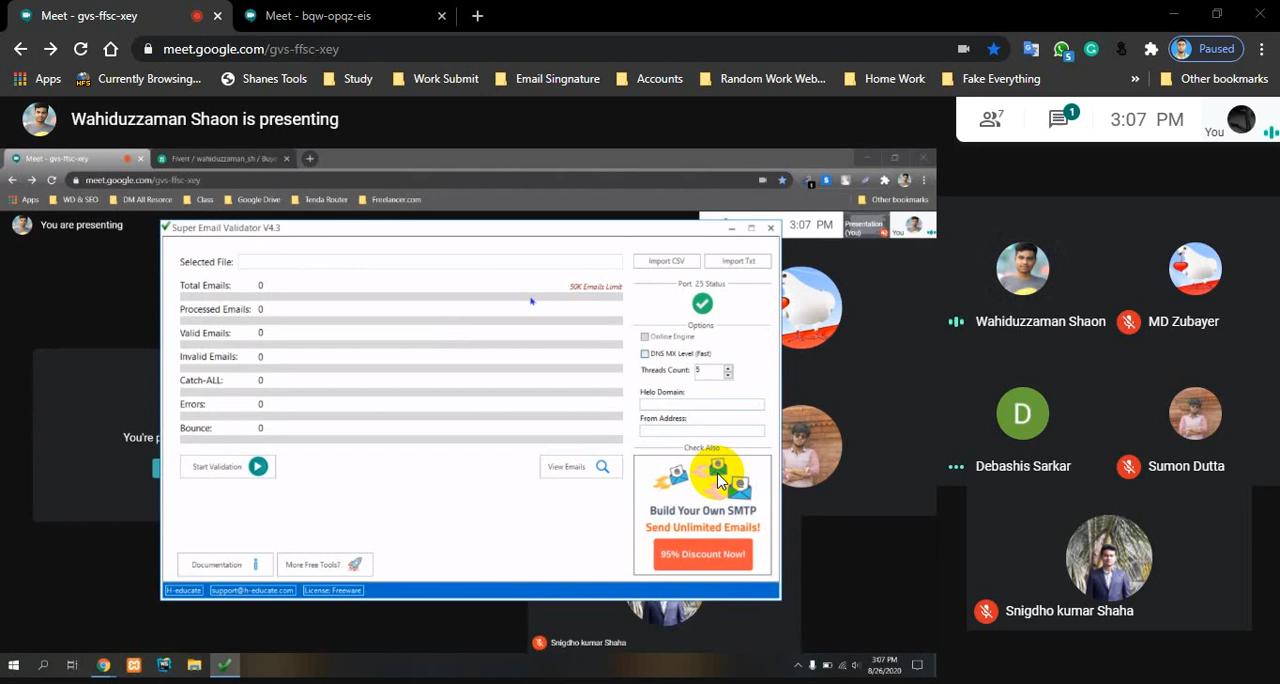 Meet - gvs-ffsc-xey
Meet - bqw-opqz-eis
meet.google.com/gvs-ffsc-xey
Paused
Apps
Currently Browsing...
Shanes Tools
Study
Work Submit
Email Singnature
Accounts
Random Work Web...
Home Work
Fake Everything
»
Other bookmarks
Wahiduzzaman Shaon is presenting
7
1
3:07 PM
You
Meet - gvs-ffsc-xey
Fiverr / wahiduzzaman_sh / Buye
meet.google.com/gvs-ffsc-xey
Apps
WD & SEO
DM All Resorce
Class
Google Drive
Tenda Router
Freelancer.com
Other bookmarks
You are presenting
3:07 PM
Presentation
(You)
You
Super Email Validator V4.3
Selected File:
Import CSV
Import Txt
Total Emails: 0
50K Emails Limit
Port 25 Status
Processed Emails: 0
Options
Valid Emails: 0
Online Engine
Invalid Emails: 0
DNS MX Level (Fast)
Threads Count: 5
Catch-ALL: 0
Helo Domain:
Errors: 0
From Address:
Bounce: 0
Check Also
Start Validation
View Emails
Build Your Own SMTP
Send Unlimited Emails!
95% Discount Now!
Documentation
More Free Tools?
H-educate
support@h-educate.com
License: Freeware
You're p
Snigdho kumar Shaha
3:07 PM
8/26/2020
Wahiduzzaman Shaon
MD Zubayer
D
Debashis Sarkar
Sumon Dutta
Snigdho kumar Shaha